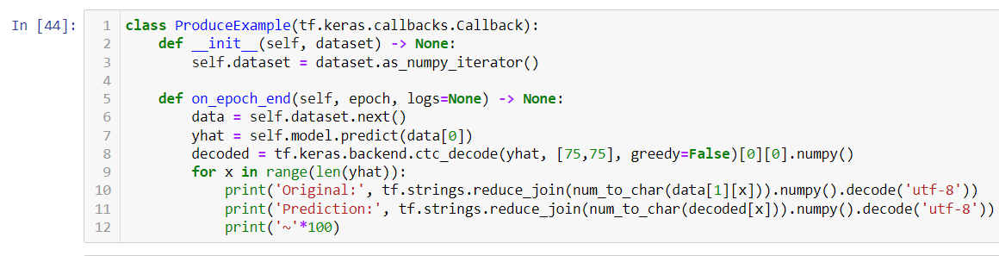 In [44]:
1 class ProduceExample(tf.keras.callbacks.Callback):
2     def __init__(self, dataset) -> None:
3         self.dataset = dataset.as_numpy_iterator()
4
5     def on_epoch_end(self, epoch, logs=None) -> None:
6         data = self.dataset.next()
7         yhat = self.model.predict(data[0])
8         decoded = tf.keras.backend.ctc_decode(yhat, [75,75], greedy=False)[0][0].numpy()
9         for x in range(len(yhat)):
10             print('Original:', tf.strings.reduce_join(num_to_char(data[1][x])).numpy().decode('utf-8'))
11             print('Prediction:', tf.strings.reduce_join(num_to_char(decoded[x])).numpy().decode('utf-8'))
12             print('~'*100)